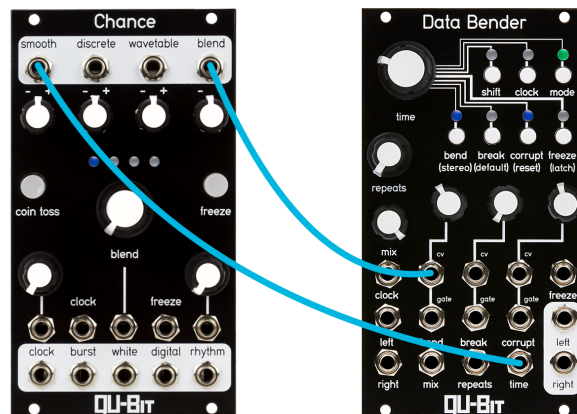 Chance
smooth discrete wavetable blend
- + - + - + -
coin toss freeze
blend
clock freeze
clock burst white digital rhythm
QU-BIT
Data Bender
shift clock mode
time
bend break corrupt freeze
(stereo) (default) (reset) (latch)
repeats
mix cv cv cv
clock gate gate gate freeze
left break corrupt left
right mix repeats time right
QU-BIT